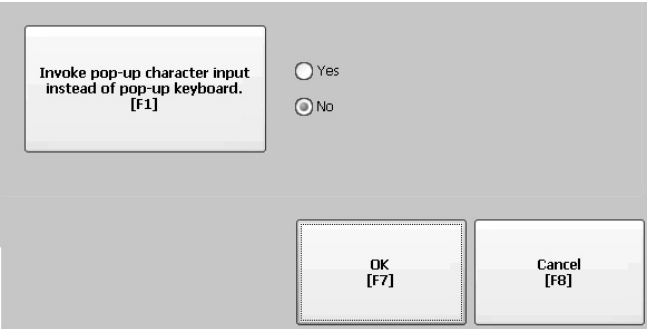 Invoke pop-up character input
instead of pop-up keyboard.
[F1]
Yes
No
OK
[F7]
Cancel
[F8]